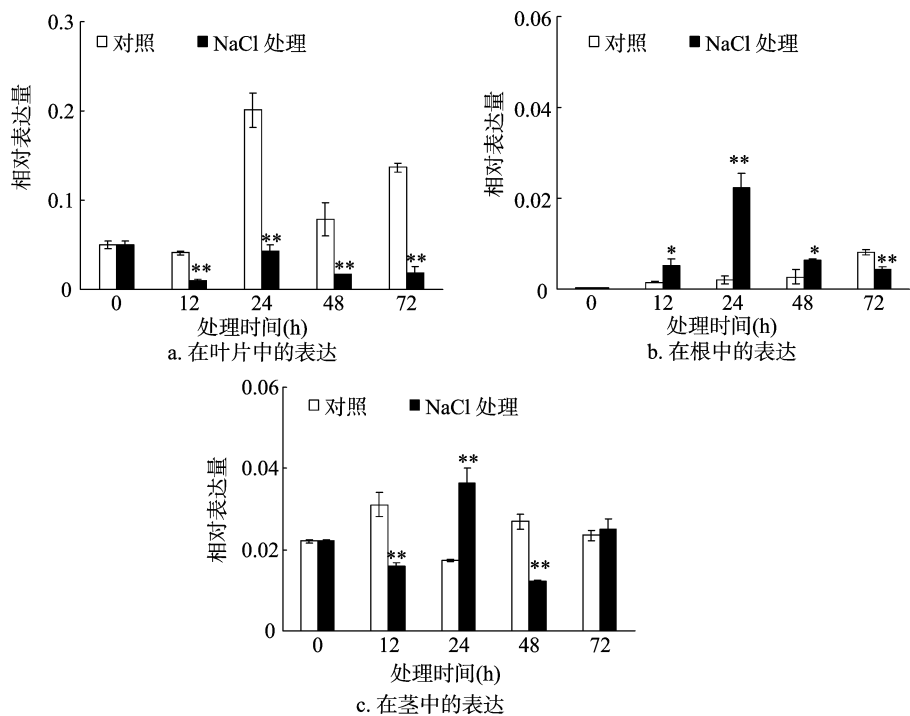 0.3
对照
NaCl 处理
0.2
相对表达量
0.1
**
**
**
**
0
0
12
24
48
72
处理时间(h)
a. 在叶片中的表达
0.06
对照
NaCl 处理
0.04
相对表达量
0.02
*
**
*
**
0
0
12
24
48
72
处理时间(h)
b. 在根中的表达
0.06
对照
NaCl 处理
0.04
相对表达量
0.02
**
**
**
0
0
12
24
48
72
处理时间(h)
c. 在茎中的表达